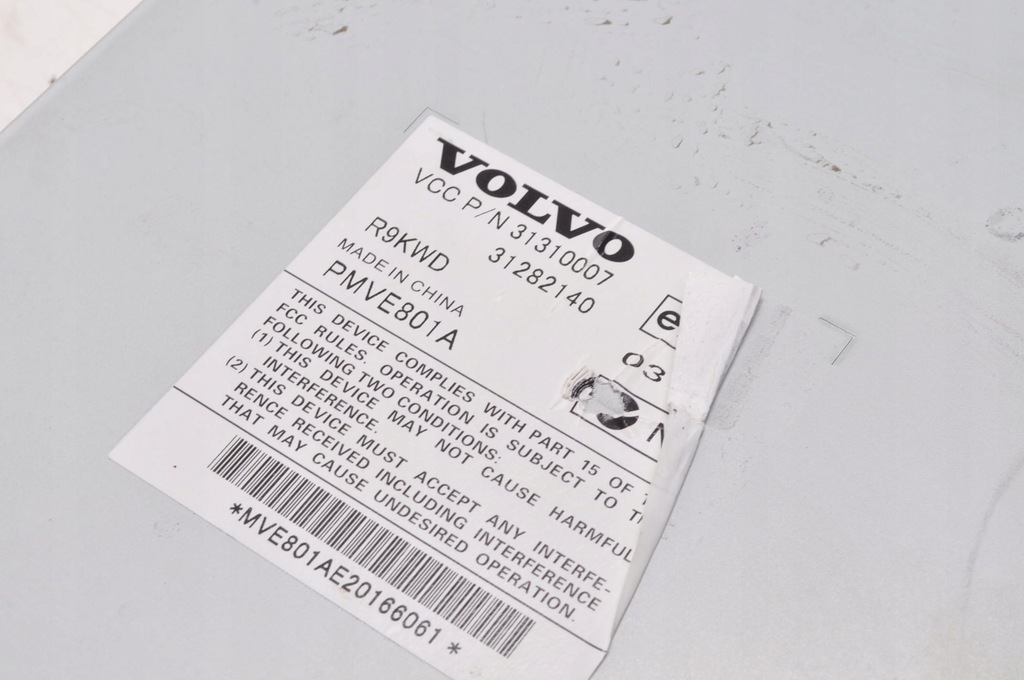 VOLVO
VCC P/N 31310007
31282140
R9KWD
MADE IN CHINA
PMVE801A
e
03
THIS DEVICE COMPLIES WITH PART 15 OF
FCC RULES. OPERATION IS SUBJECT TO
FOLLOWING TWO CONDITIONS:
(1) THIS DEVICE MAY NOT CAUSE HARMFUL
INTERFERENCE.
(2) THIS DEVICE MUST ACCEPT ANY INTERFE-
RENCE RECEIVED INCLUDING INTERFERENCE
THAT MAY CAUSE UNDESIRED OPERATION.
*MVE801AE20166061*